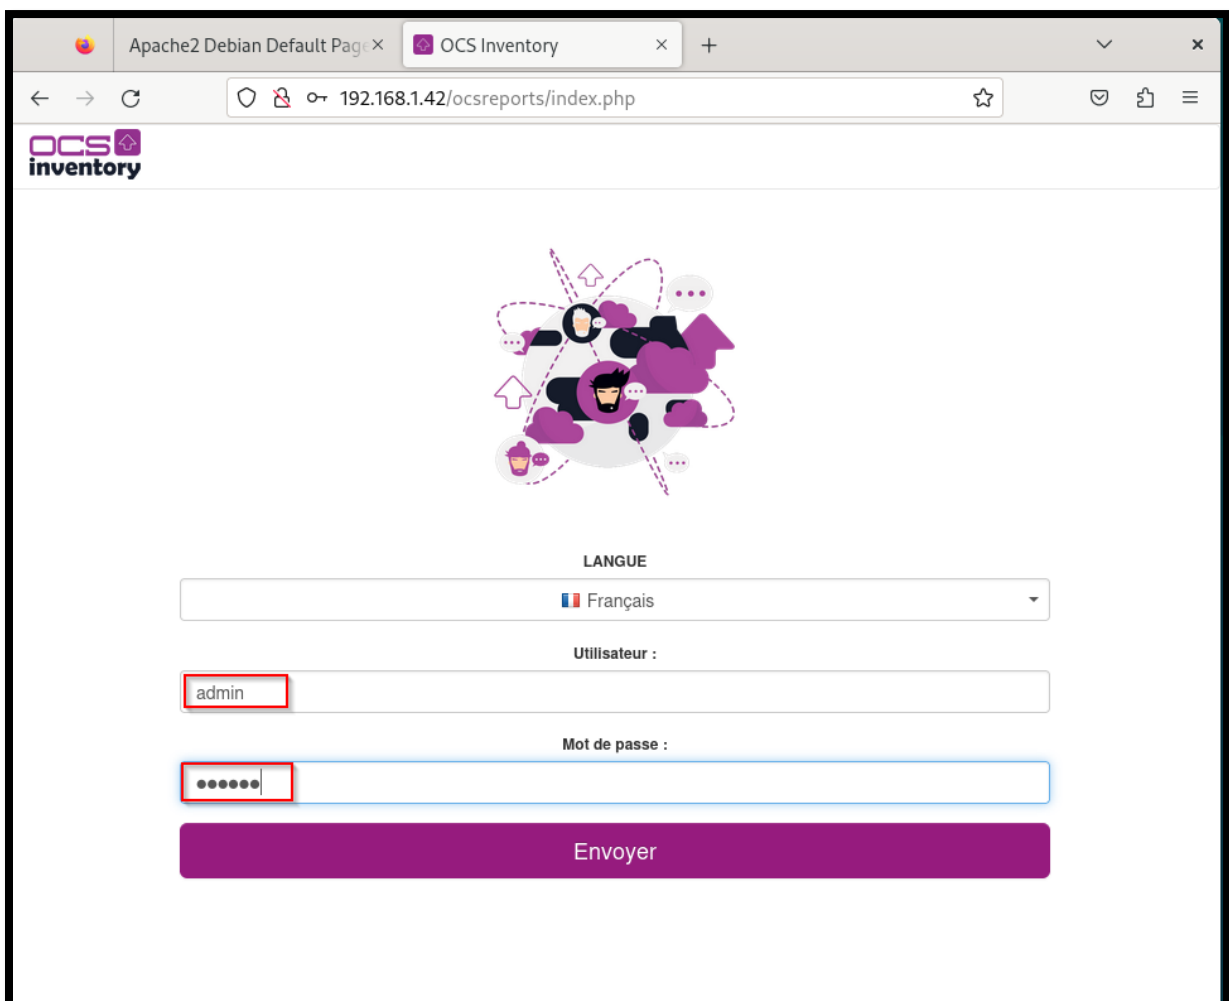 Apache2 Debian Default Page
OCS Inventory
192.168.1.42/ocsreports/index.php
OCS
inventory
LANGUE
Français
Utilisateur :
admin
Mot de passe :
Envoyer